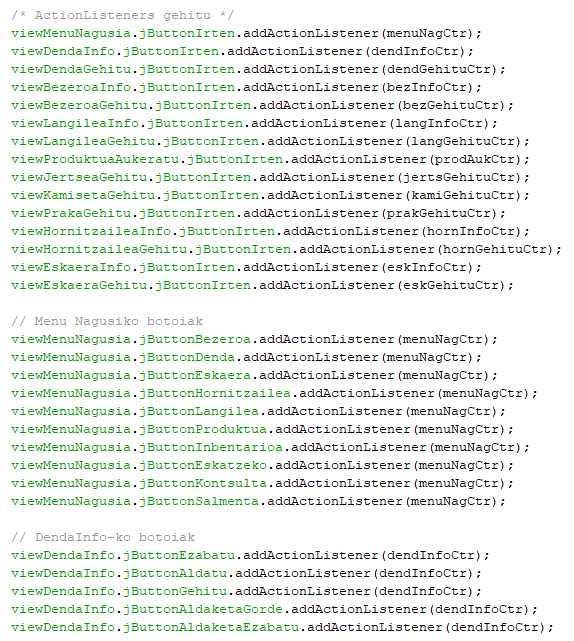 /* ActionListeners gehitu */
viewMenuNagusia.jButtonIrten.addActionListener(menuNagCtr);
viewDendaInfo.jButtonIrten.addActionListener(dendInfoCtr);
viewDendaGehitu.jButtonIrten.addActionListener(dendGehituCtr);
viewBezeroaInfo.jButtonIrten.addActionListener(bezInfoCtr);
viewBezeroaGehitu.jButtonIrten.addActionListener(bezGehituCtr);
viewLangileaInfo.jButtonIrten.addActionListener(langInfoCtr);
viewLangileaGehitu.jButtonIrten.addActionListener(langGehituCtr);
viewProduktuaAukeratu.jButtonIrten.addActionListener(prodAukCtr);
viewJertseaGehitu.jButtonIrten.addActionListener(jertsGehituCtr);
viewKamisetaGehitu.jButtonIrten.addActionListener(kamiGehituCtr);
viewPrakaGehitu.jButtonIrten.addActionListener(prakGehituCtr);
viewHornitzaileaInfo.jButtonIrten.addActionListener(hornInfoCtr);
viewHornitzaileaGehitu.jButtonIrten.addActionListener(hornGehituCtr);
viewEskaeraInfo.jButtonIrten.addActionListener(eskInfoCtr);
viewEskaeraGehitu.jButtonIrten.addActionListener(eskGehituCtr);
// Menu Nagusiko botoiak
viewMenuNagusia.jButtonBezeroa.addActionListener(menuNagCtr);
viewMenuNagusia.jButtonDenda.addActionListener(menuNagCtr);
viewMenuNagusia.jButtonEskaera.addActionListener(menuNagCtr);
viewMenuNagusia.jButtonHornitzailea.addActionListener(menuNagCtr);
viewMenuNagusia.jButtonLangilea.addActionListener(menuNagCtr);
viewMenuNagusia.jButtonProduktua.addActionListener(menuNagCtr);
viewMenuNagusia.jButtonInbentarioa.addActionListener(menuNagCtr);
viewMenuNagusia.jButtonEskatzeko.addActionListener(menuNagCtr);
viewMenuNagusia.jButtonKontsulta.addActionListener(menuNagCtr);
viewMenuNagusia.jButtonSalmenta.addActionListener(menuNagCtr);
// DendaInfo-ko botoiak
viewDendaInfo.jButtonEzabatu.addActionListener(dendInfoCtr);
viewDendaInfo.jButtonAldatu.addActionListener(dendInfoCtr);
viewDendaInfo.jButtonGehitu.addActionListener(dendInfoCtr);
viewDendaInfo.jButtonAldaketaGorde.addActionListener(dendInfoCtr);
viewDendaInfo.jButtonAldaketaEzabatu.addActionListener(dendInfoCtr);